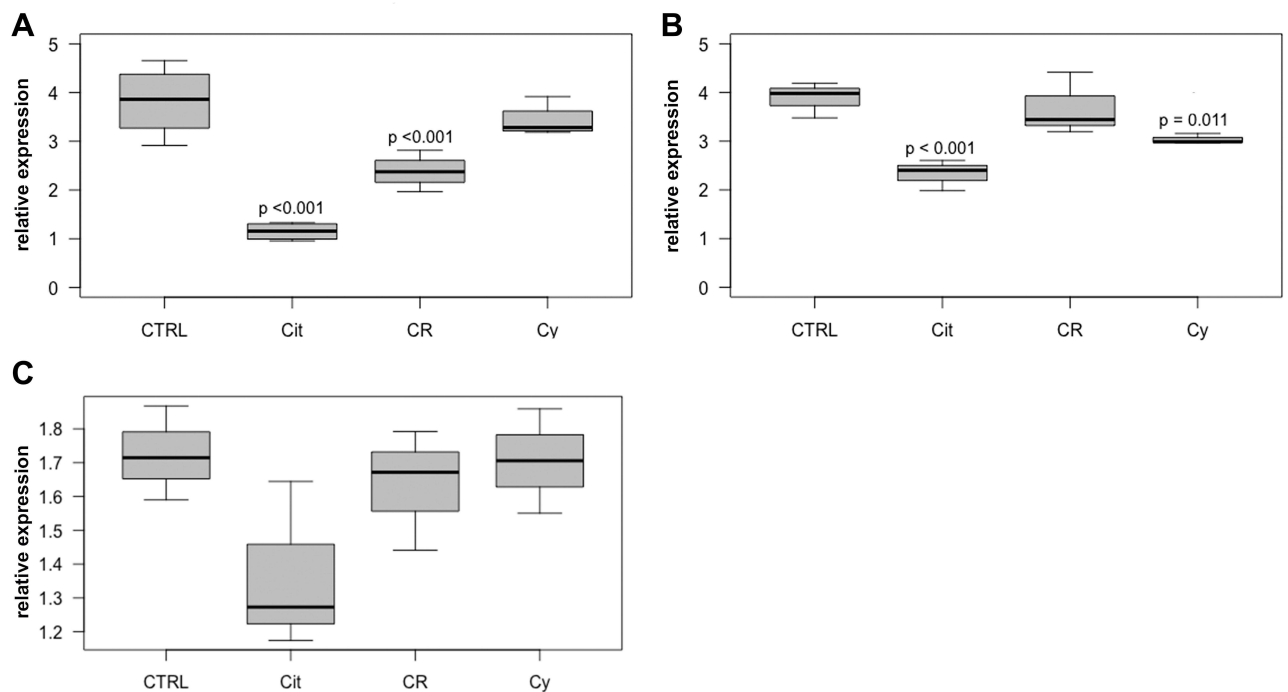 A
relative expression
5
4
3
2
1
0
p <0.001
p <0.001
CTRL Cit CR Cy
B
relative expression
5
4
3
2
1
0
p < 0.001
p = 0.011
CTRL Cit CR Cy
C
relative expression
1.8
1.7
1.6
1.5
1.4
1.3
1.2
CTRL Cit CR Cy